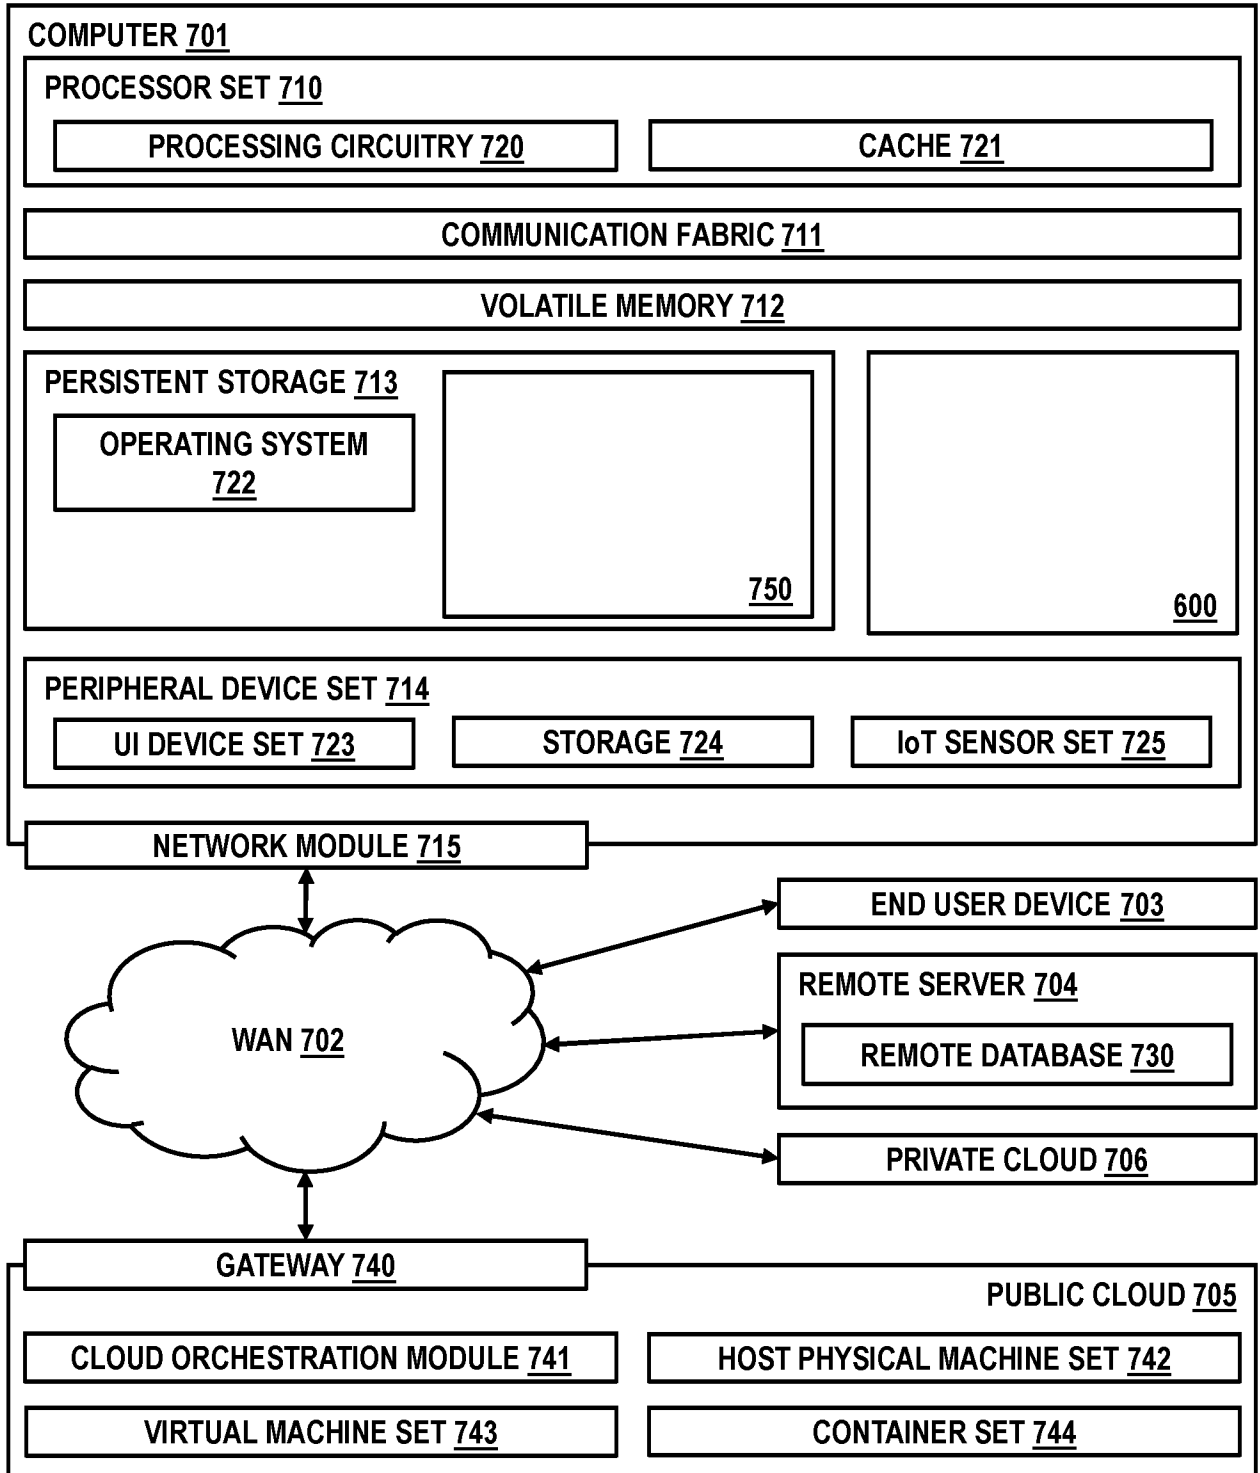 COMPUTER 701
PROCESSOR SET 710
PROCESSING CIRCUITRY 720
CACHE 721
COMMUNICATION FABRIC 711
VOLATILE MEMORY 712
PERSISTENT STORAGE 713
OPERATING SYSTEM
722
750
600
PERIPHERAL DEVICE SET 714
UI DEVICE SET 723
STORAGE 724
IoT SENSOR SET 725
NETWORK MODULE 715
END USER DEVICE 703
REMOTE SERVER 704
WAN 702
REMOTE DATABASE 730
PRIVATE CLOUD 706
GATEWAY 740
PUBLIC CLOUD 705
CLOUD ORCHESTRATION MODULE 741
HOST PHYSICAL MACHINE SET 742
VIRTUAL MACHINE SET 743
CONTAINER SET 744